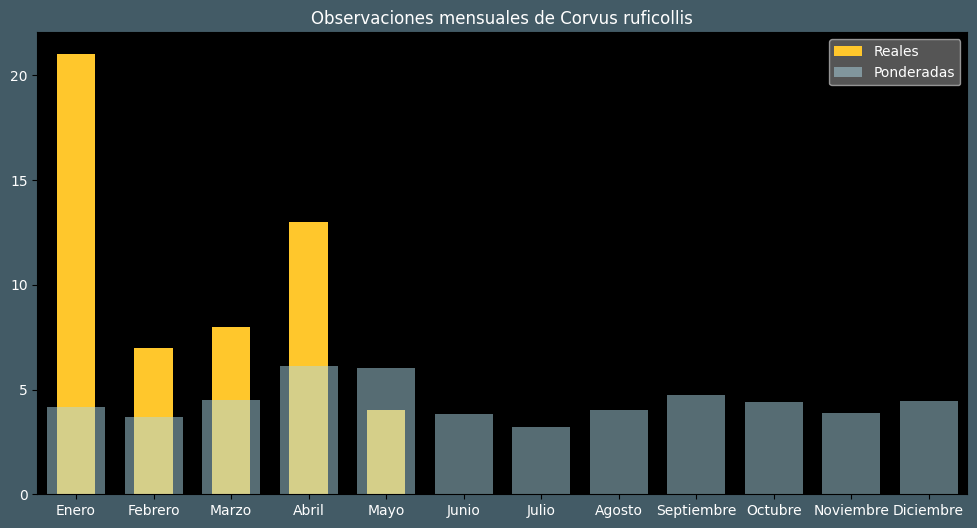 Observaciones mensuales de Corvus ruficollis
Reales
Ponderadas
20
15
10
5
0
Enero Febrero Marzo Abril Mayo Junio Julio Agosto Septiembre Octubre Noviembre Diciembre